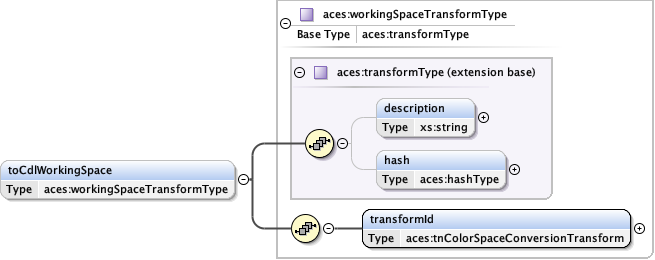 aces:workingSpaceTransformType
Base Type aces:transformType
aces:transformType (extension base)
description
Type xs:string
hash
Type aces:hashType
toCdlWorkingSpace
Type aces:workingSpaceTransformType
transformId
Type aces:tnColorSpaceConversionTransform